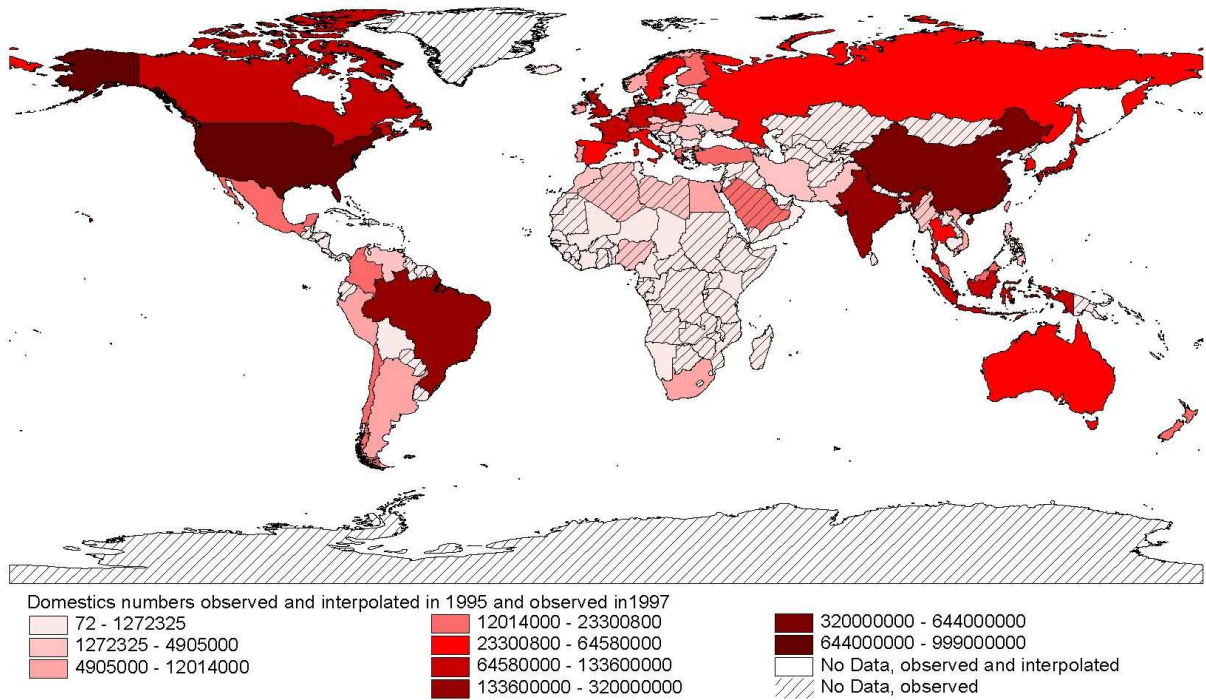 Domestics numbers observed and interpolated in 1995 and observed in1997
72 - 1272325
1272325 - 4905000
4905000 - 12014000
12014000 - 23300800
23300800 - 64580000
64580000 - 133600000
133600000 - 320000000
320000000 - 644000000
644000000 - 999000000
No Data, observed and interpolated
No Data, observed